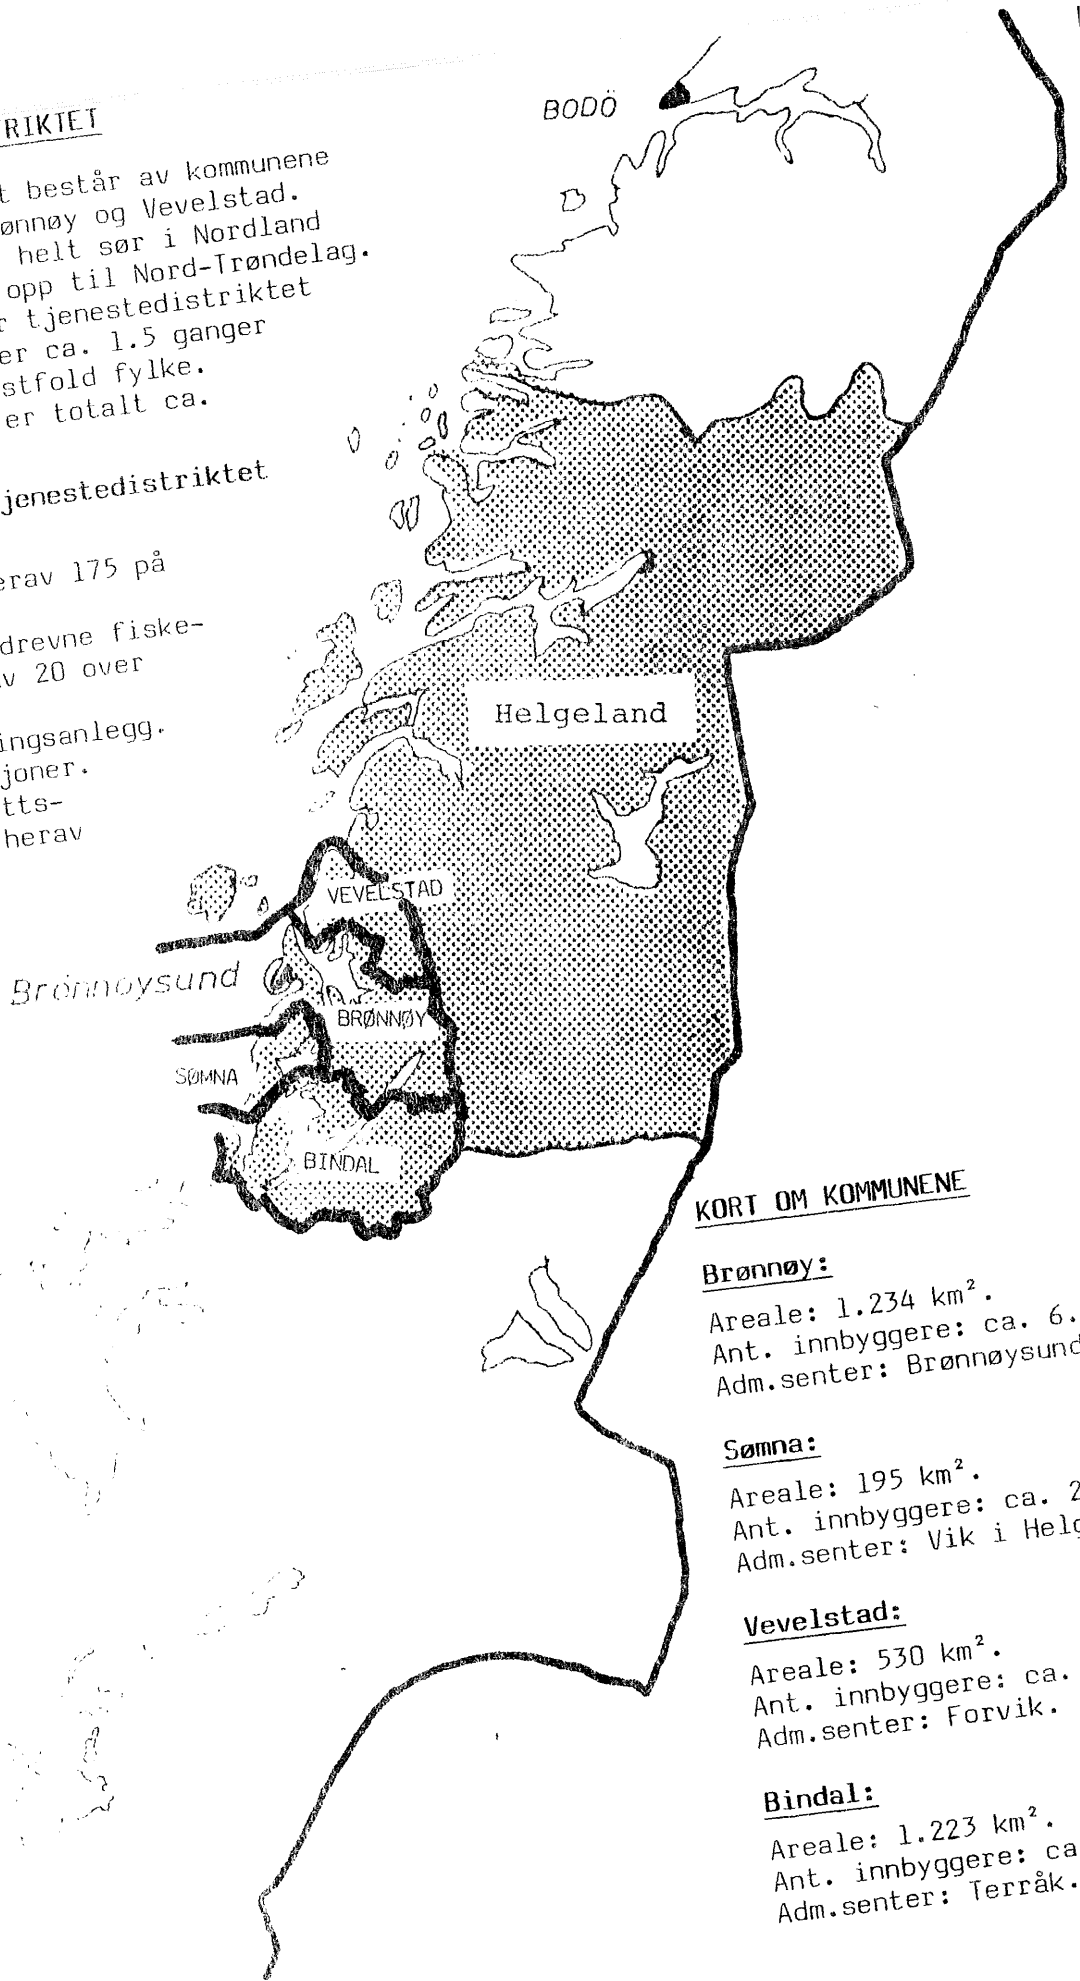 RIKTET
t består av kommunene
ønnøy og Vevelstad.
helt sør i Nordland
opp til Nord-Trøndelag.
r tjenestedistriktet
er ca. 1.5 ganger
stfold fylke.
er totalt ca.
jenestedistriktet
erav 175 på
drevne fiske-
v 20 over
ingsanlegg.
joner.
tts-
herav
BODÖ
Helgeland
VEVELSTAD
Brönnöysund
BRØNNØY
SØMNA
BINDAL
KORT OM KOMMUNENE
Brønnøy:
Areale: 1.234 km².
Ant. innbyggere: ca. 6.
Adm.senter: Brønnøysund
Sømna:
Areale: 195 km².
Ant. innbyggere: ca. 2
Adm.senter: Vik i Helg
Vevelstad:
Areale: 530 km².
Ant. innbyggere: ca.
Adm.senter: Forvik.
Bindal:
Areale: 1.223 km².
Ant. innbyggere: ca
Adm.senter: Terråk.